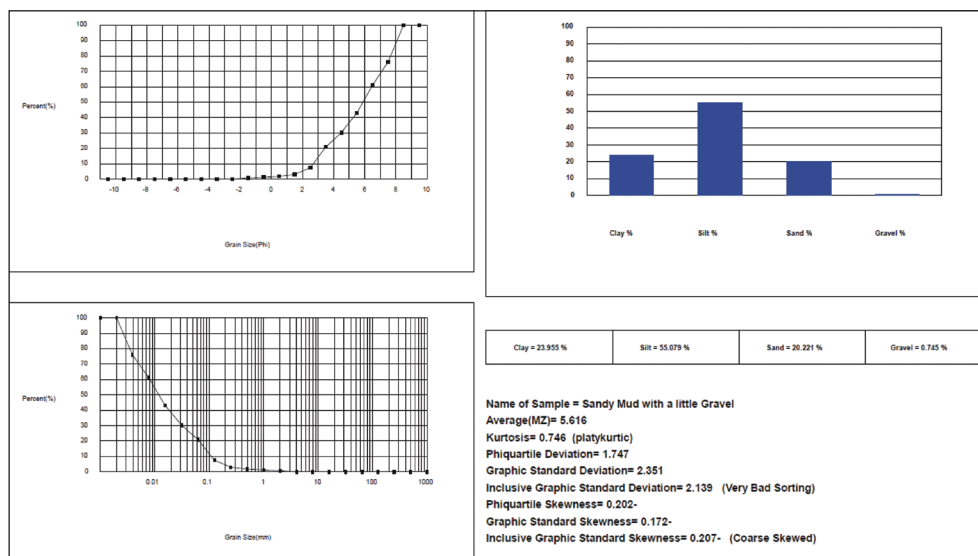 100
90
80
70
60
50
40
30
20
10
0
Percent(%)
-10 -8 -6 -4 -2 0 2 4 6 8 10
Grain Size(Phi)
100
90
80
70
60
50
40
30
20
10
0
Clay % Silt % Sand % Gravel %
100
90
80
70
60
50
40
30
20
10
0
Percent(%)
0.01 0.1 1 10 100 1000
Grain Size(mm)
Clay = 23.955 % Silt = 55.079 % Sand = 20.221 % Gravel = 0.745 %
Name of Sample = Sandy Mud with a little Gravel
Average(MZ)= 5.616
Kurtosis= 0.746 (platykurtic)
Phiquartile Deviation= 1.747
Graphic Standard Deviation= 2.351
Inclusive Graphic Standard Deviation= 2.139 (Very Bad Sorting)
Phiquartile Skewness= 0.202-
Graphic Standard Skewness= 0.172-
Inclusive Graphic Standard Skewness= 0.207- (Coarse Skewed)